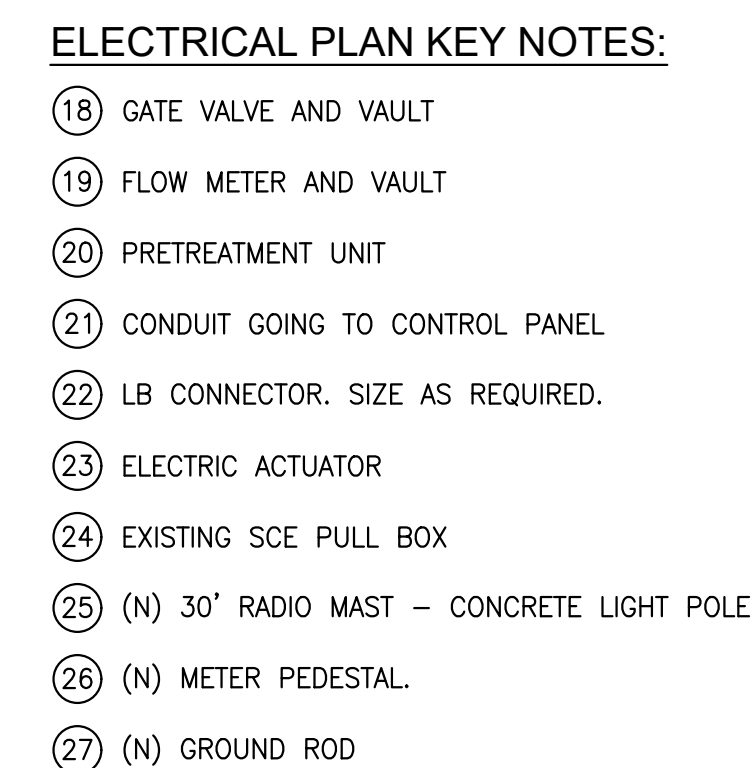 ELECTRICAL PLAN KEY NOTES:
18 GATE VALVE AND VAULT
19 FLOW METER AND VAULT
20 PRETREATMENT UNIT
21 CONDUIT GOING TO CONTROL PANEL
22 LB CONNECTOR. SIZE AS REQUIRED.
23 ELECTRIC ACTUATOR
24 EXISTING SCE PULL BOX
25 (N) 30' RADIO MAST – CONCRETE LIGHT POLE
26 (N) METER PEDESTAL.
27 (N) GROUND ROD